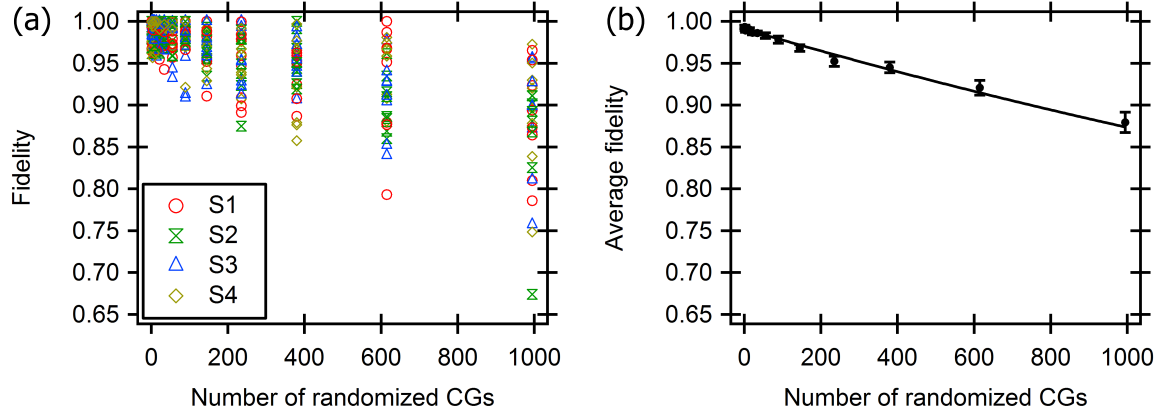 (a)
Fidelity
1.00
0.95
0.90
0.85
0.80
0.75
0.70
0.65
S1
S2
S3
S4
0 200 400 600 800 1000
Number of randomized CGs
(b)
Average fidelity
1.00
0.95
0.90
0.85
0.80
0.75
0.70
0.65
0 200 400 600 800 1000
Number of randomized CGs